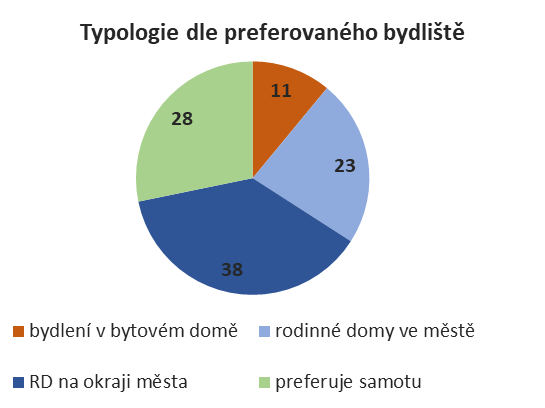 Typologie dle preferovaného bydliště
11
28
23
38
bydlení v bytovém domě
rodinné domy ve městě
RD na okraji města
preferuje samotu